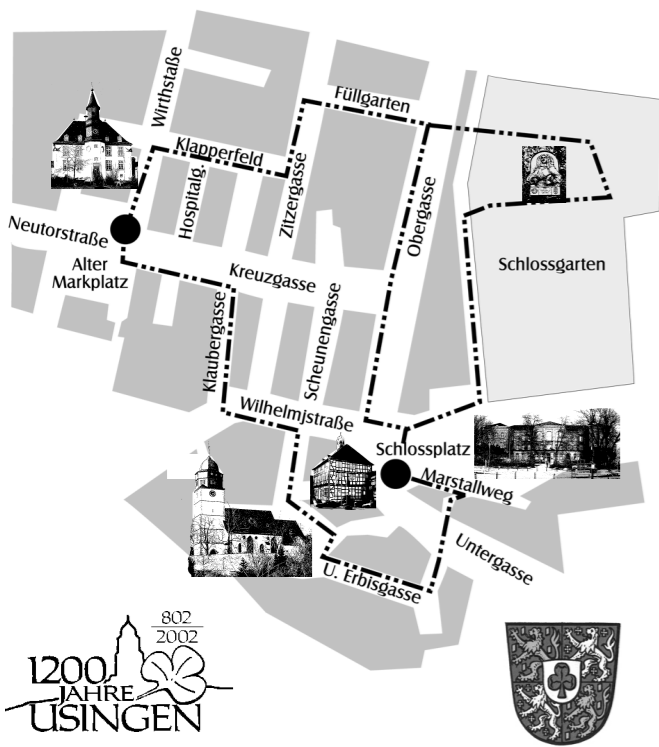 Wirthstaße
Füllgarten
Klapperfeld
Hospitalg.
Zitzergasse
Obergasse
Neutorstraße
Alter
Markplatz
Kreuzgasse
Schlossgarten
Klaubergasse
Scheunengasse
Wilhelmjstraße
Schlossplatz
Marstallweg
Untergasse
U. Erbisgasse
802
2002
1200
JAHRE
USINGEN